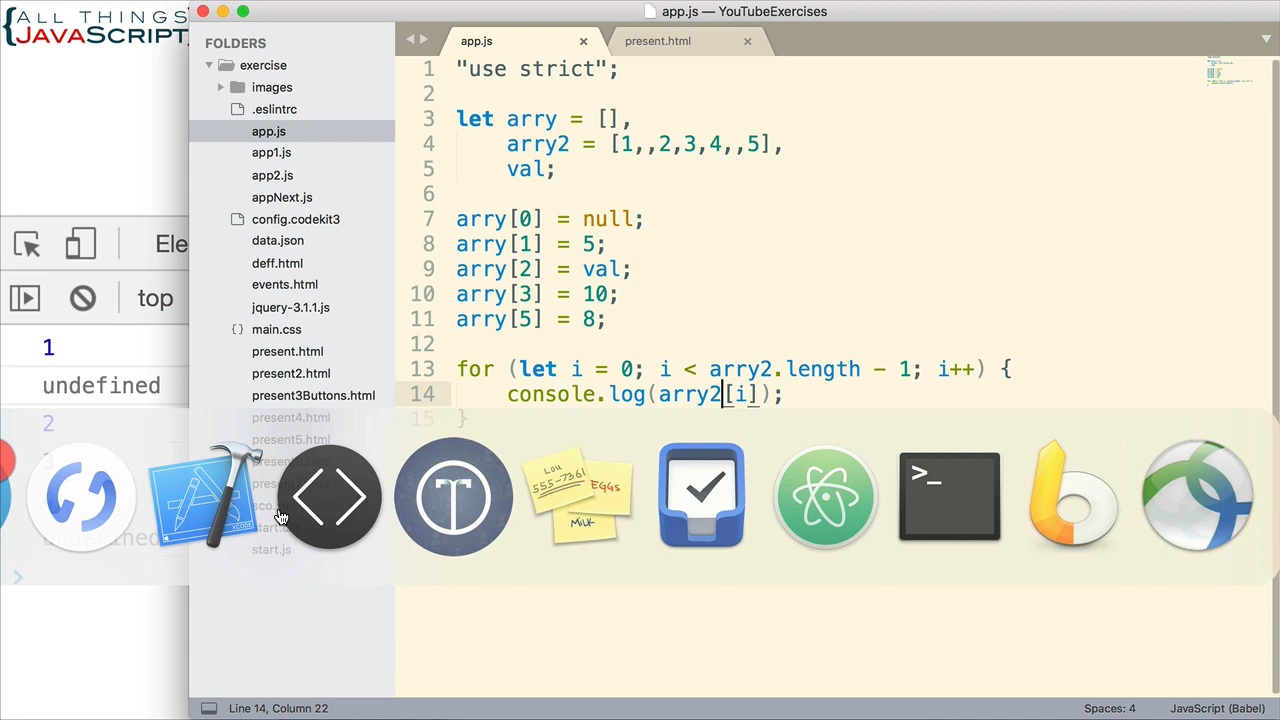 {ALL THINGS
JAVASCRIPT
app.js — YouTubeExercises
FOLDERS
exercise
images
.eslintrc
app.js
app1.js
app2.js
appNext.js
config.codekit3
data.json
deff.html
events.html
jquery-3.1.1.js
{} main.css
present.html
present2.html
present3Buttons.html
present4.html
present5.html
start.js
app.js
present.html
1 "use strict";
2
3 let arry = [],
4 arry2 = [1,,2,3,4,,5],
5 val;
6
7 arry[0] = null;
8 arry[1] = 5;
9 arry[2] = val;
10 arry[3] = 10;
11 arry[5] = 8;
12
13 for (let i = 0; i < arry2.length - 1; i++) {
14 console.log(arry2[i]);
15 }
Ele
top
1
undefined
2
3
undefined
XCODE
Lou
555-7361
EGGS
MILK
>_
Line 14, Column 22
Spaces: 4
JavaScript (Babel)